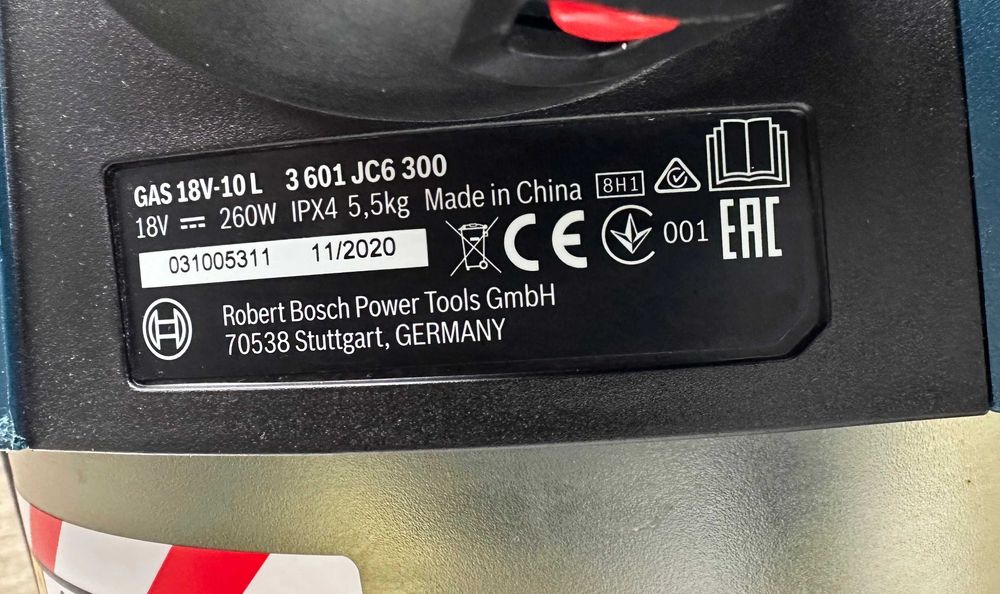 GAS 18V-10 L 3 601 JC6 300
18V 260W IPX4 5,5kg Made in China 8H1
031005311 11/2020
CE 001 EAC
Robert Bosch Power Tools GmbH
70538 Stuttgart, GERMANY